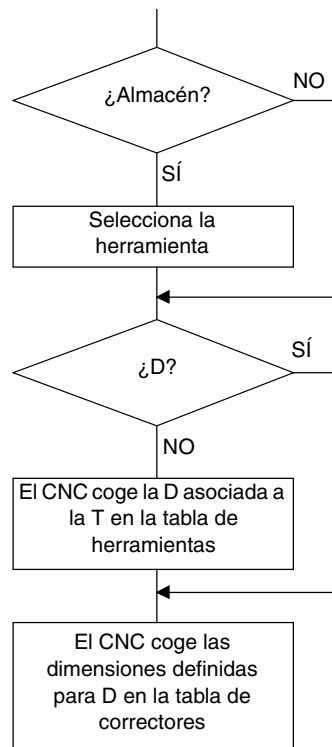 ¿Almacén?
NO
SÍ
Selecciona la
herramienta
¿D?
SÍ
NO
El CNC coge la D asociada a
la T en la tabla de
herramientas
El CNC coge las
dimensiones definidas
para D en la tabla de
correctores